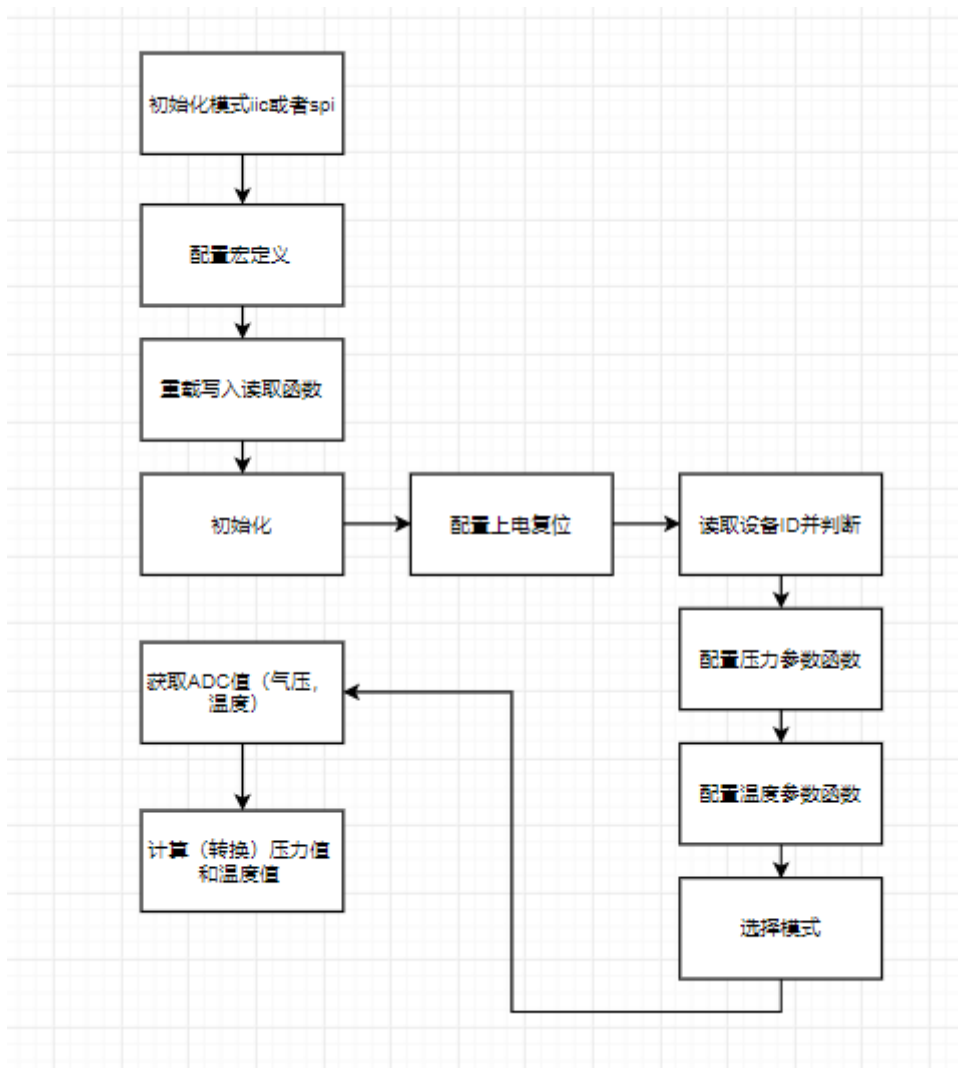 初始化模式iic或者spi
配置宏定义
重载写入读取函数
初始化
配置上电复位
读取设备ID并判断
配置压力参数函数
配置温度参数函数
选择模式
获取ADC值（气压，
温度）
计算（转换）压力值
和温度值